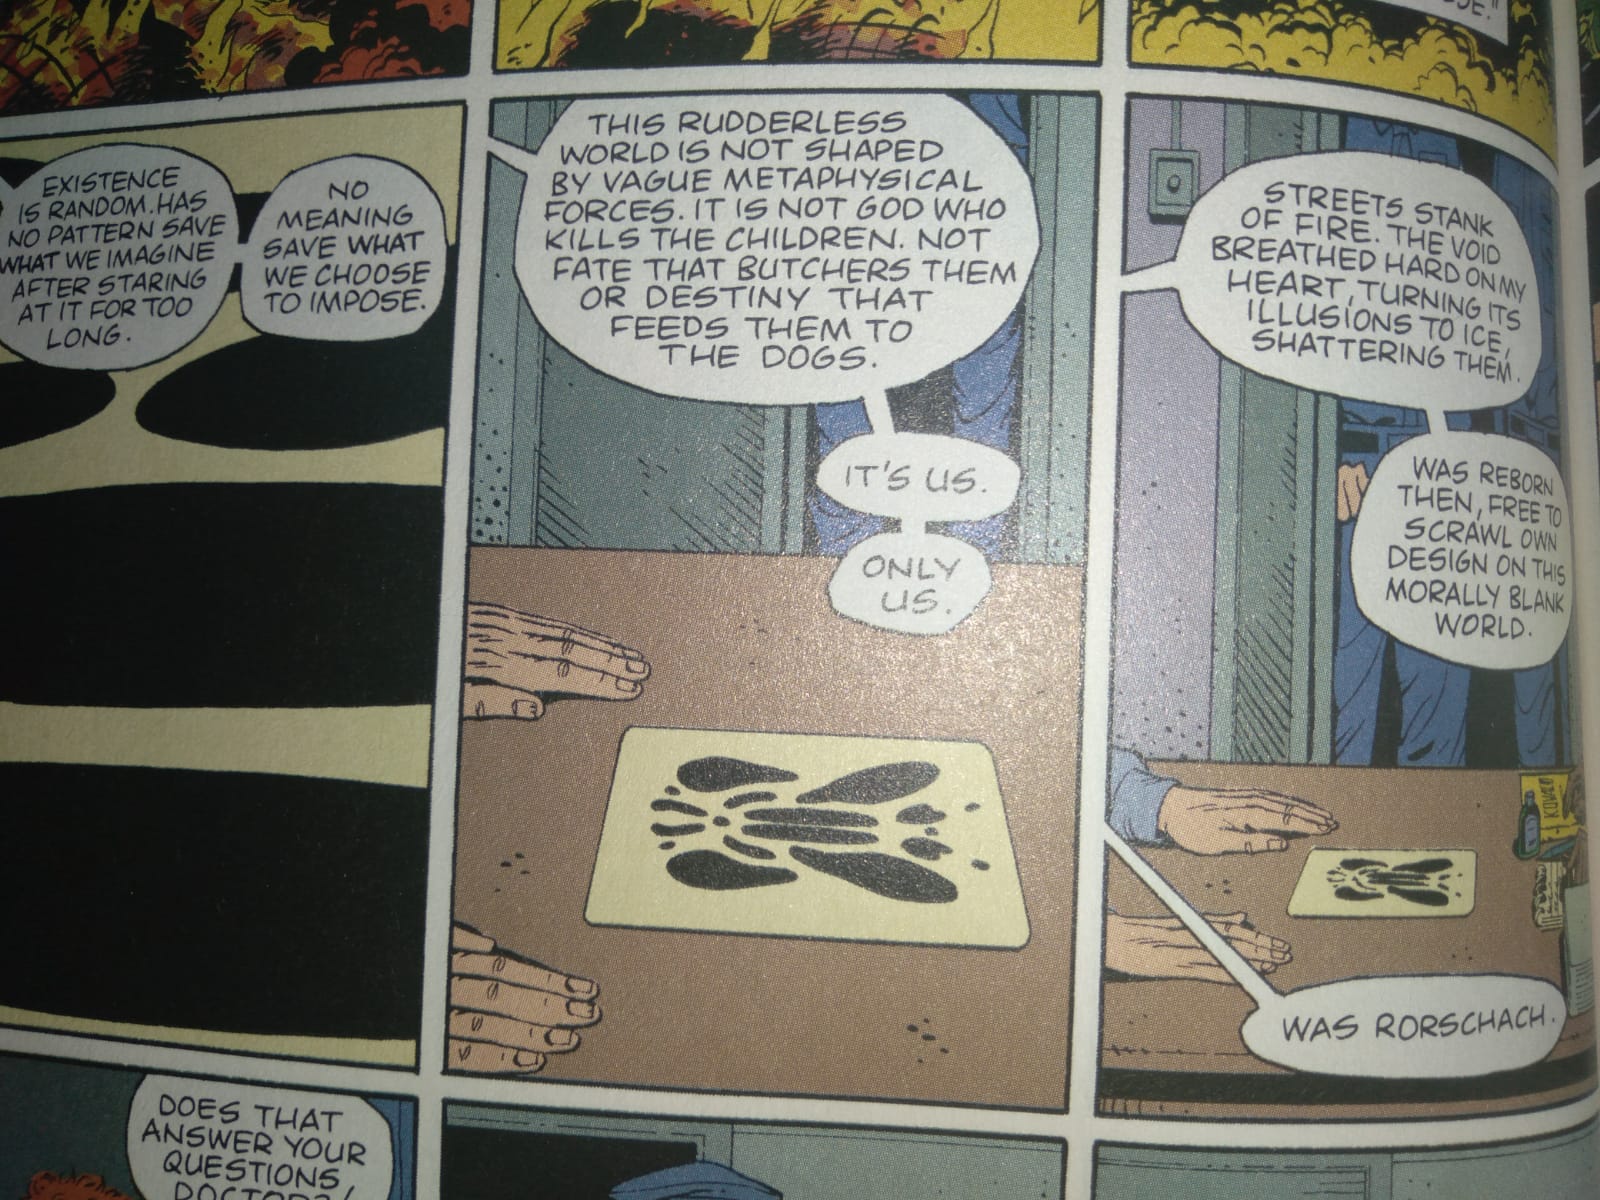 OSE."
EXISTENCE
IS RANDOM. HAS
NO PATTERN SAVE
WHAT WE IMAGINE
AFTER STARING
AT IT FOR TOO
LONG.
NO
MEANING
SAVE WHAT
WE CHOOSE
TO IMPOSE.
THIS RUDDERLESS
WORLD IS NOT SHAPED
BY VAGUE METAPHYSICAL
FORCES. IT IS NOT GOD WHO
KILLS THE CHILDREN. NOT
FATE THAT BUTCHERS THEM
OR DESTINY THAT
FEEDS THEM TO
THE DOGS.
IT'S US.
ONLY
US.
STREETS STANK
OF FIRE. THE VOID
BREATHED HARD ON MY
HEART, TURNING ITS
ILLUSIONS TO ICE,
SHATTERING THEM.
WAS REBORN
THEN, FREE TO
SCRAWL OWN
DESIGN ON THIS
MORALLY BLANK
WORLD.
WAS RORSCHACH.
DOES THAT
ANSWER YOUR
QUESTIONS,
DOCTOR?